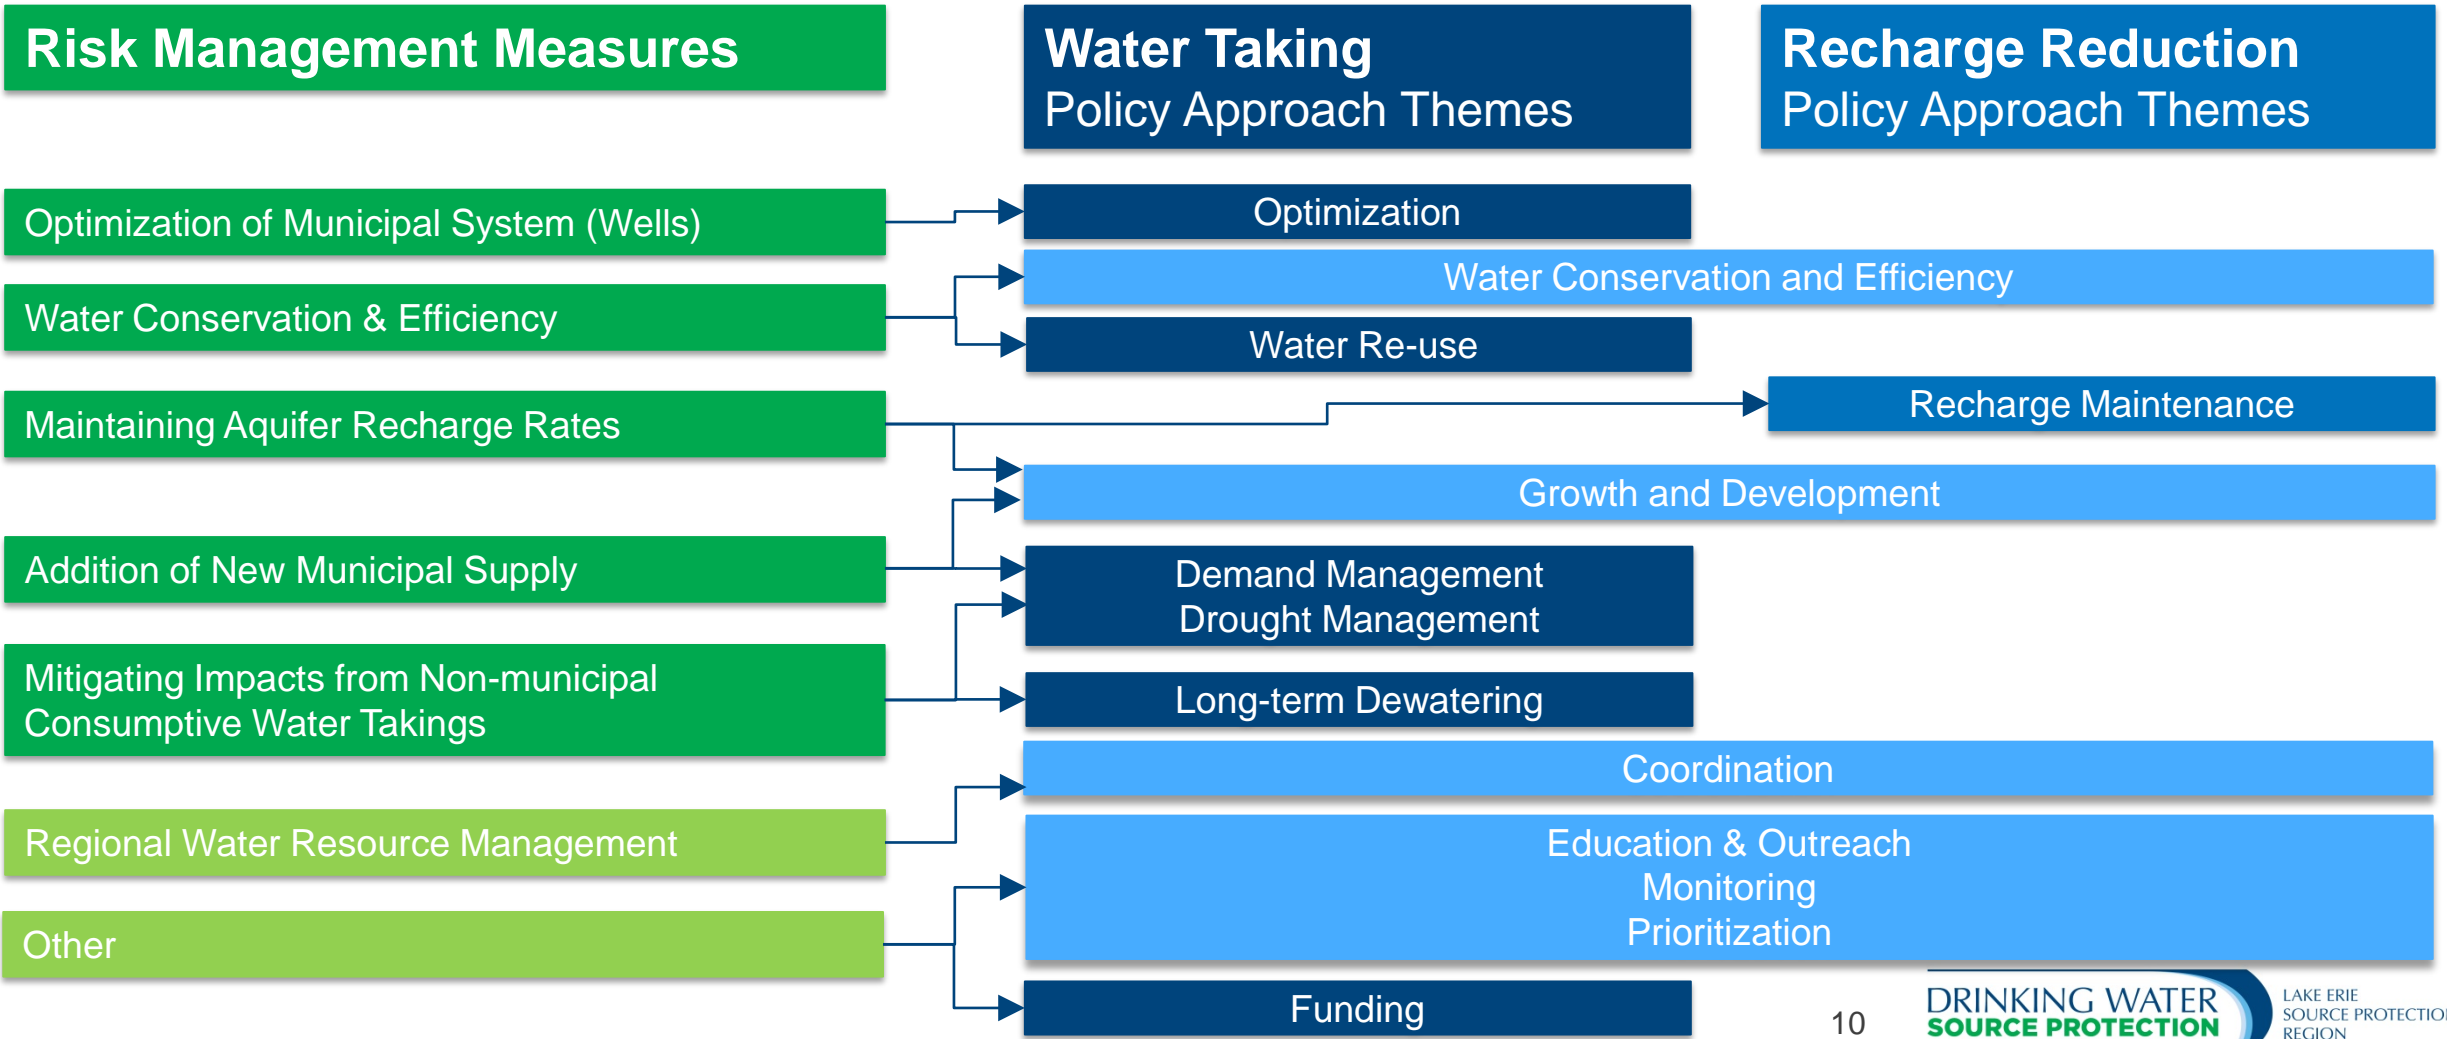 Risk Management Measures
Water Taking
Policy Approach Themes
Recharge Reduction
Policy Approach Themes
Optimization of Municipal System (Wells)
Optimization
Water Conservation and Efficiency
Water Conservation & Efficiency
Water Re-use
Maintaining Aquifer Recharge Rates
Recharge Maintenance
Growth and Development
Addition of New Municipal Supply
Demand Management
Drought Management
Mitigating Impacts from Non-municipal
Consumptive Water Takings
Long-term Dewatering
Coordination
Regional Water Resource Management
Education & Outreach
Monitoring
Prioritization
Other
Funding
10
DRINKING WATER
SOURCE PROTECTION
LAKE ERIE
SOURCE PROTECTION
REGION